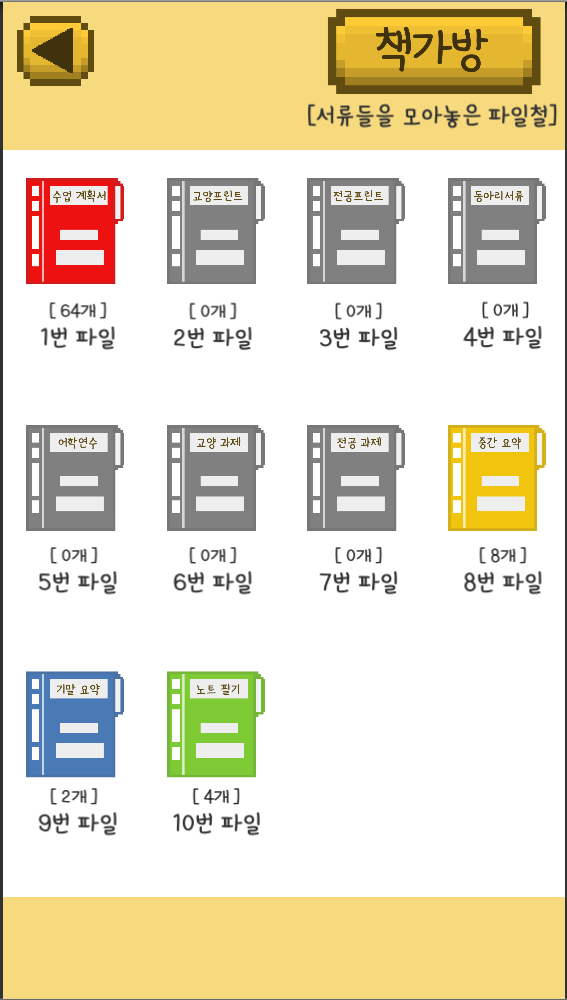 책가방
[서류들을 모아놓은 파일철]
수업 계획서
교양프린트
전공프린트
동아리서류
[ 64개 ]
[ 0개 ]
[ 0개 ]
[ 0개 ]
1번 파일
2번 파일
3번 파일
4번 파일
어학연수
교양 과제
전공 과제
중간 요약
[ 0개 ]
[ 0개 ]
[ 0개 ]
[ 8개 ]
5번 파일
6번 파일
7번 파일
8번 파일
기말 요약
노트 필기
[ 2개 ]
[ 4개 ]
9번 파일
10번 파일